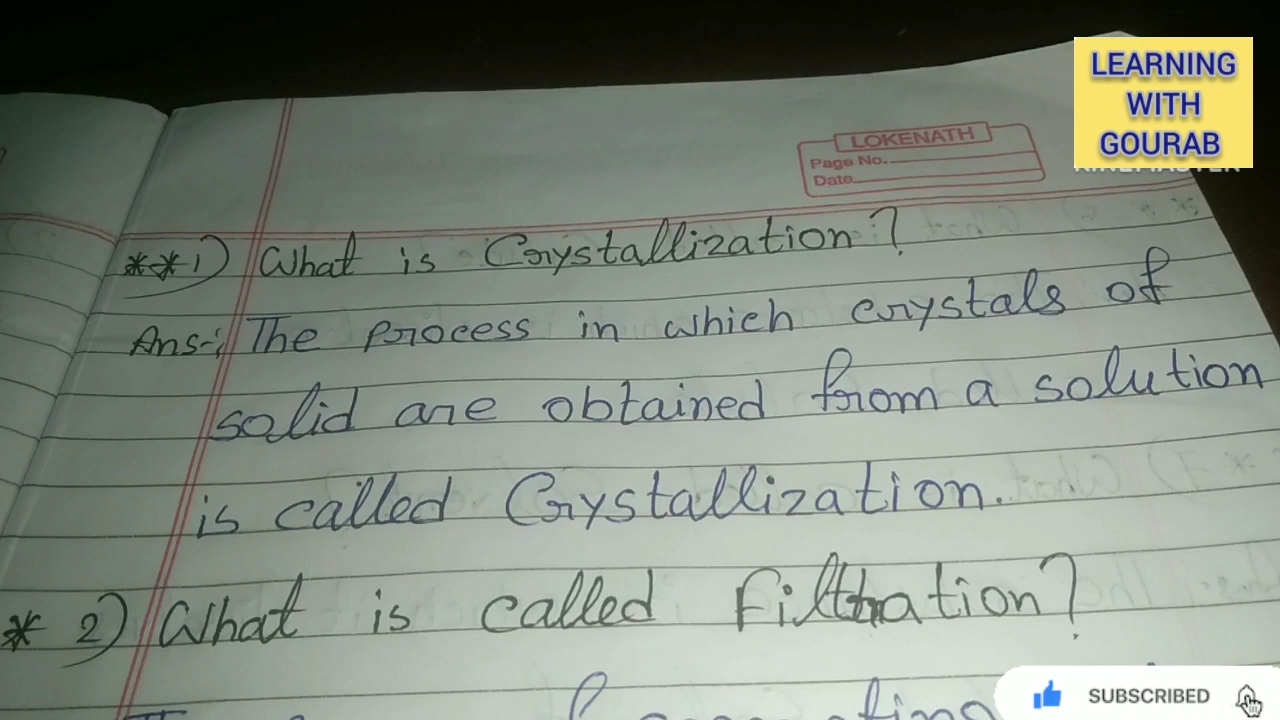 LEARNING
WITH
GOURAB
LOKENATH
Page No.
Date
**1) What is Crystallization?
Ans:- The process in which crystals of
solid are obtained from a solution
is called Crystallization.
* 2) What is called Filtration?
SUBSCRIBED